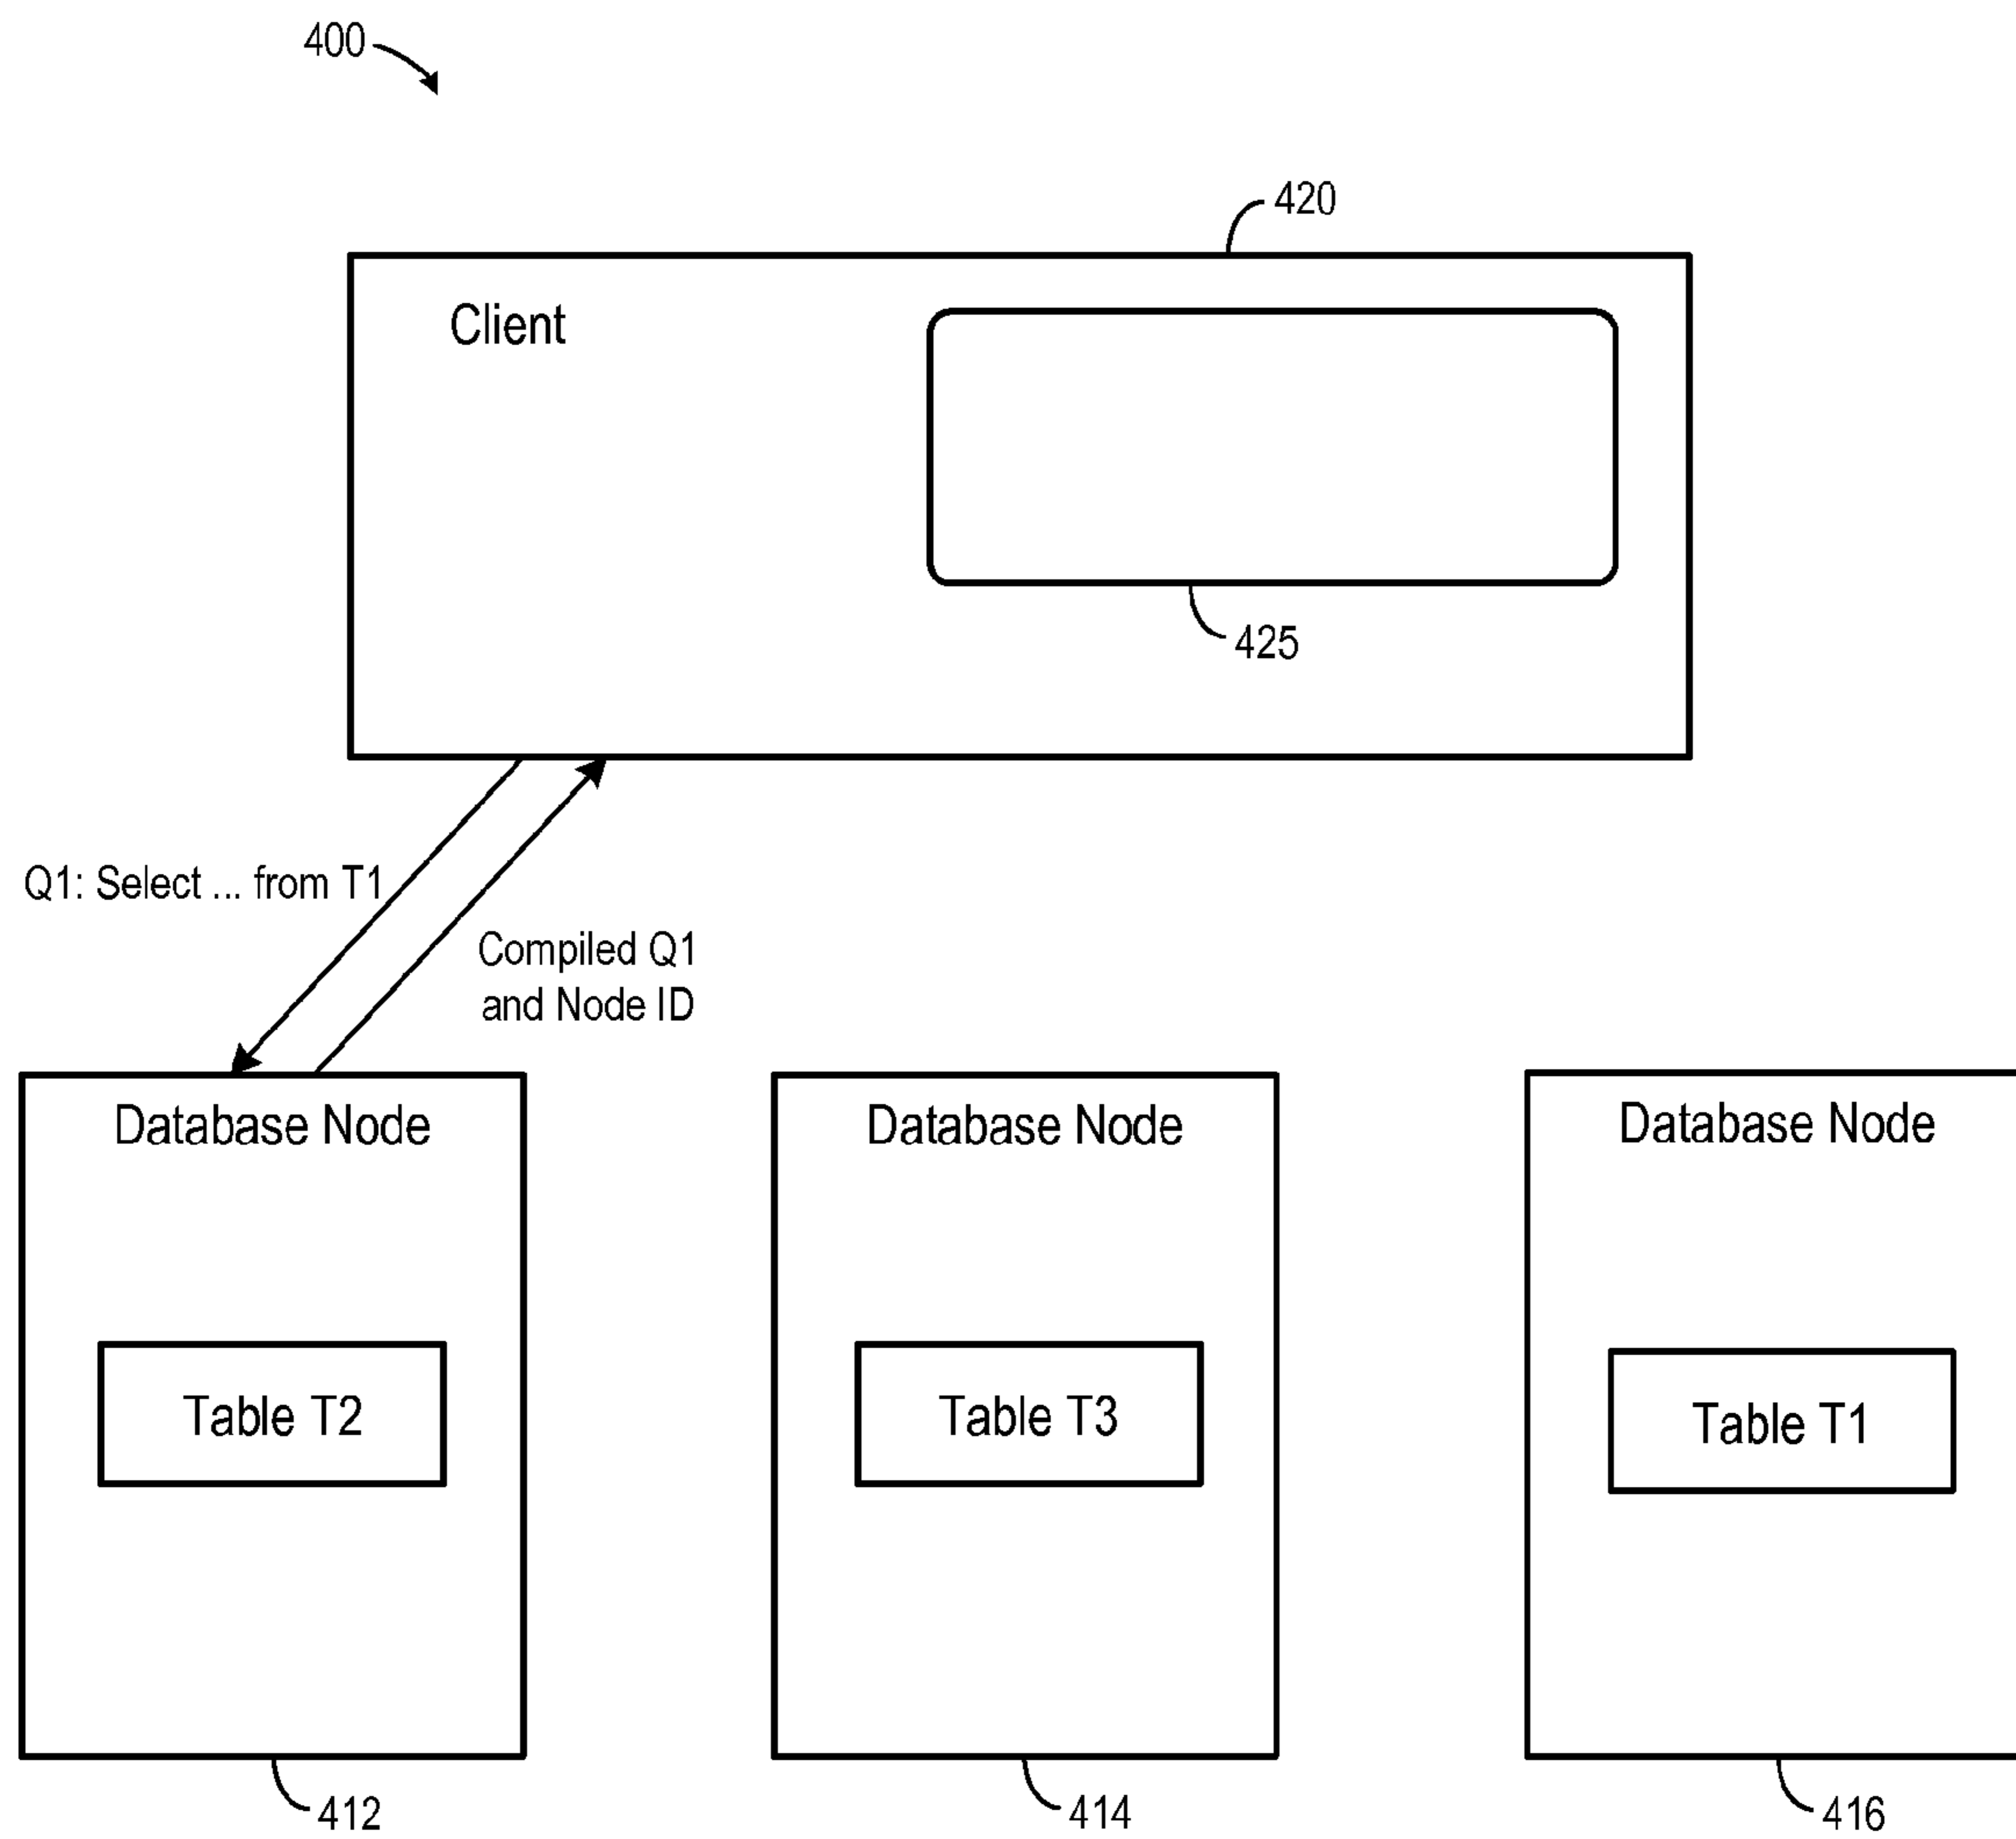 400
420
Client
425
Q1: Select ... from T1
Compiled Q1
and Node ID
Database Node
Database Node
Database Node
Table T2
Table T3
Table T1
412
414
416